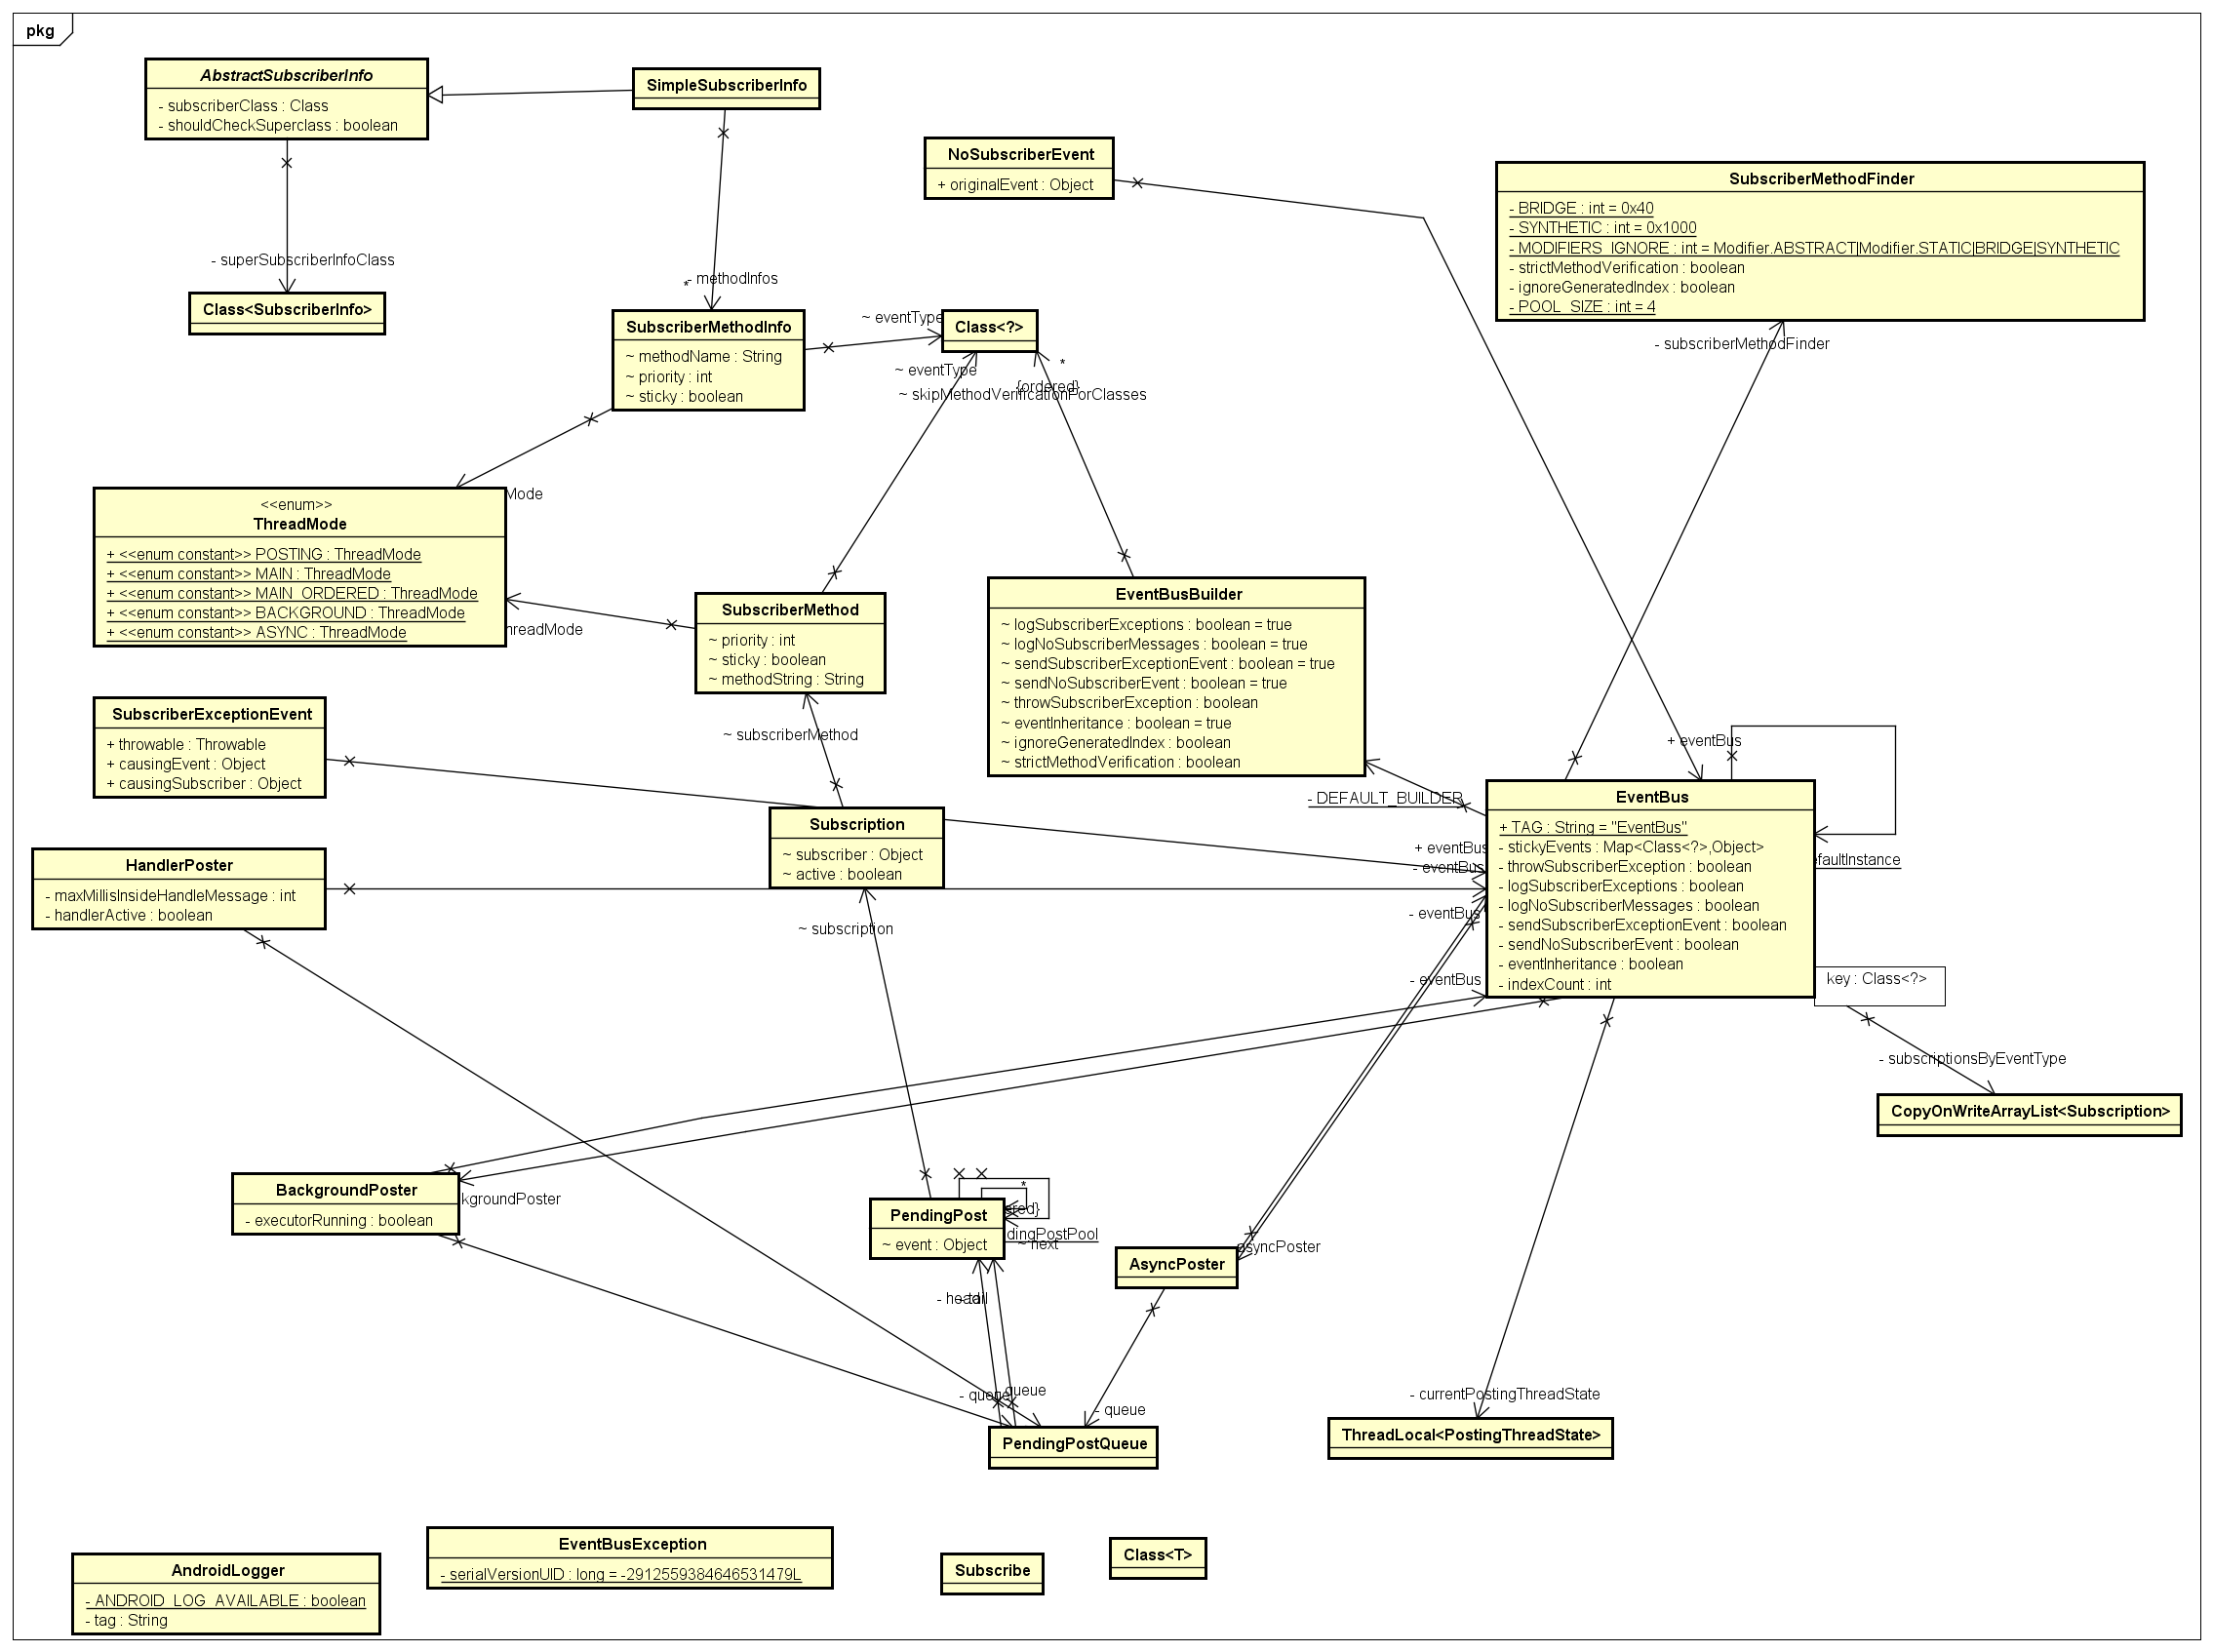 pkg
AbstractSubscriberInfo
- subscriberClass : Class
- shouldCheckSuperclass : boolean
SimpleSubscriberInfo
NoSubscriberEvent
+ originalEvent : Object
SubscriberMethodFinder
- BRIDGE : int = 0x40
- SYNTHETIC : int = 0x1000
- MODIFIERS_IGNORE : int = Modifier.ABSTRACT|Modifier.STATIC|BRIDGE|SYNTHETIC
- strictMethodVerification : boolean
- ignoreGeneratedIndex : boolean
- POOL_SIZE : int = 4
- superSubscriberInfoClass
Class<SubscriberInfo>
- methodInfos
*
SubscriberMethodInfo
~ methodName : String
~ priority : int
~ sticky : boolean
~ eventType
Class<?>
~ eventType
*
{ordered}
~ skipMethodVerificationForClasses
- subscriberMethodFinder
Mode
<<enum>>
ThreadMode
+ <<enum constant>> POSTING : ThreadMode
+ <<enum constant>> MAIN : ThreadMode
+ <<enum constant>> MAIN_ORDERED : ThreadMode
+ <<enum constant>> BACKGROUND : ThreadMode
+ <<enum constant>> ASYNC : ThreadMode
hreadMode
SubscriberMethod
~ priority : int
~ sticky : boolean
~ methodString : String
EventBusBuilder
~ logSubscriberExceptions : boolean = true
~ logNoSubscriberMessages : boolean = true
~ sendSubscriberExceptionEvent : boolean = true
~ sendNoSubscriberEvent : boolean = true
~ throwSubscriberException : boolean
~ eventInheritance : boolean = true
~ ignoreGeneratedIndex : boolean
~ strictMethodVerification : boolean
SubscriberExceptionEvent
+ throwable : Throwable
+ causingEvent : Object
+ causingSubscriber : Object
~ subscriberMethod
+ eventBus
- DEFAULT_BUILDER
EventBus
+ TAG : String = "EventBus"
- stickyEvents : Map<Class<?>,Object>
- throwSubscriberException : boolean
- logSubscriberExceptions : boolean
- logNoSubscriberMessages : boolean
- sendSubscriberExceptionEvent : boolean
- sendNoSubscriberEvent : boolean
- eventInheritance : boolean
- indexCount : int
efaultInstance
Subscription
~ subscriber : Object
~ active : boolean
HandlerPoster
- maxMillisInsideHandleMessage : int
- handlerActive : boolean
+ eventBus
- eventBus
- eventBus
- eventBus
~ subscription
key : Class<?>
- subscriptionsByEventType
CopyOnWriteArrayList<Subscription>
BackgroundPoster
- executorRunning : boolean
kgroundPoster
PendingPost
~ event : Object
*
ered}
dingPostPool
~ next
AsyncPoster
asyncPoster
- head
- tail
- queue
queue
- queue
PendingPostQueue
- currentPostingThreadState
ThreadLocal<PostingThreadState>
AndroidLogger
- ANDROID_LOG_AVAILABLE : boolean
- tag : String
EventBusException
- serialVersionUID : long = -2912559384646531479L
Subscribe
Class<T>